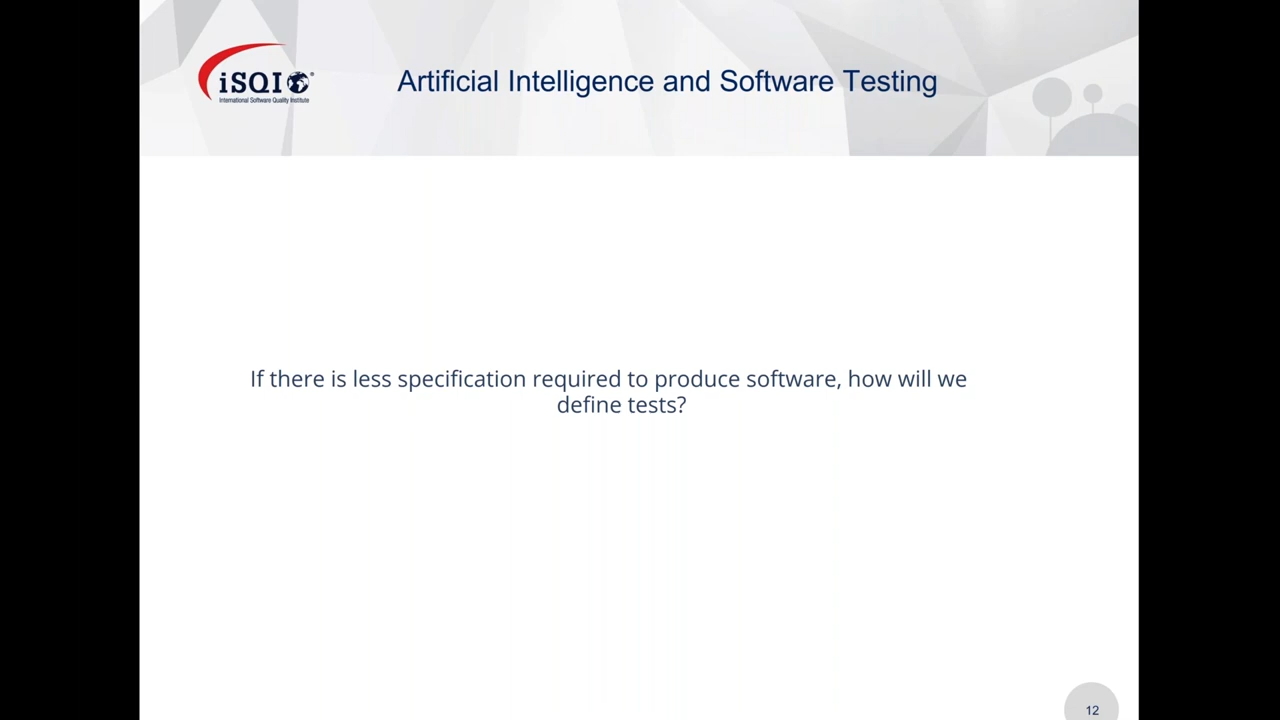 iSQI
International Software Quality Institute
Artificial Intelligence and Software Testing
If there is less specification required to produce software, how will we
define tests?
12